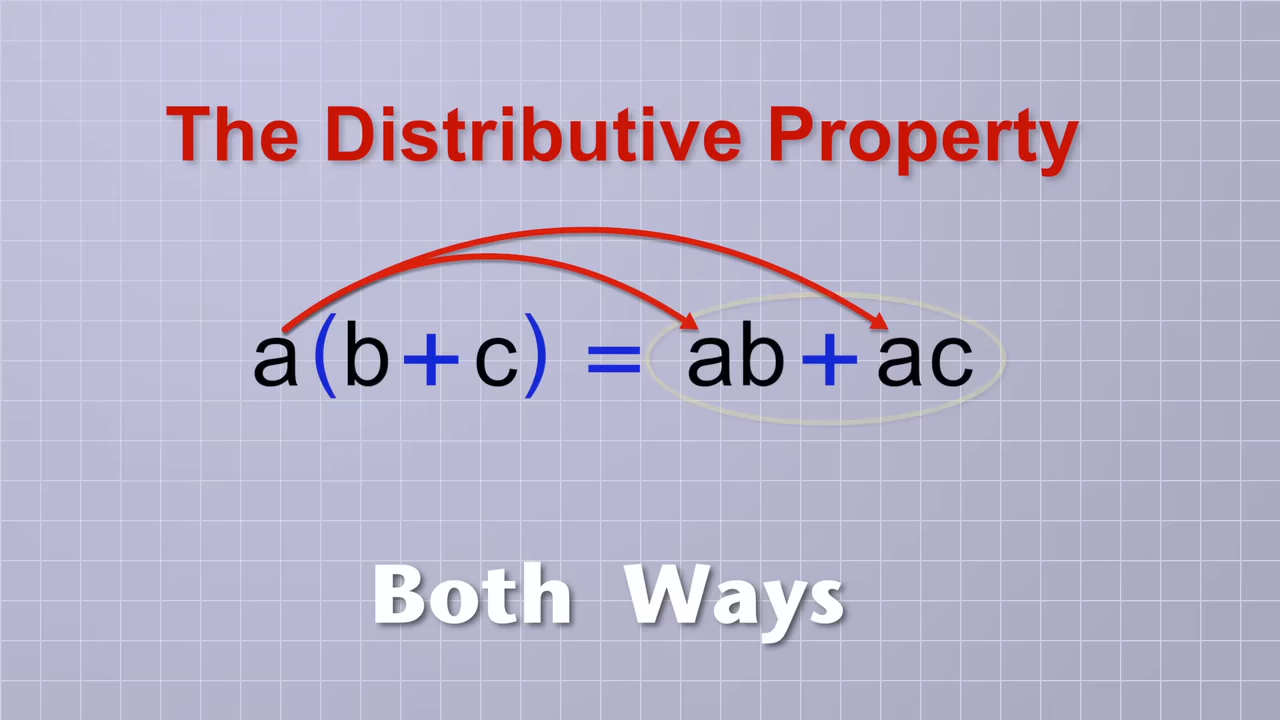 The Distributive Property
a(b+c) = ab+ac
Both Ways